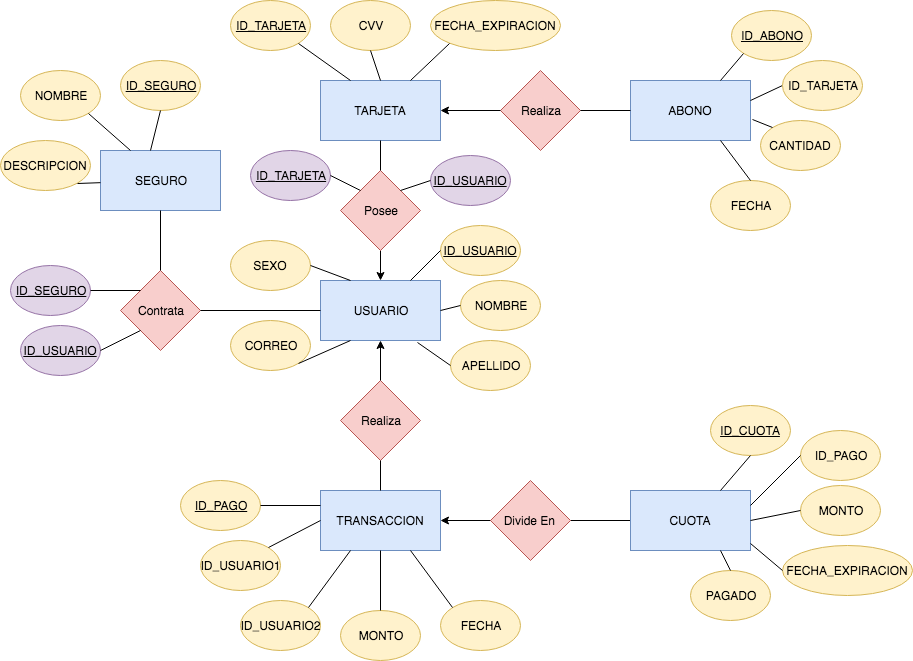 ID_TARJETA
CVV
FECHA_EXPIRACION
ID_ABONO
NOMBRE
ID_SEGURO
ID_TARJETA
TARJETA
Realiza
ABONO
CANTIDAD
DESCRIPCION
SEGURO
ID_TARJETA
ID_USUARIO
FECHA
Posee
SEXO
ID_USUARIO
ID_SEGURO
Contrata
USUARIO
NOMBRE
ID_USUARIO
CORREO
APELLIDO
Realiza
ID_CUOTA
ID_PAGO
ID_PAGO
TRANSACCION
Divide En
CUOTA
MONTO
ID_USUARIO1
FECHA_EXPIRACION
PAGADO
ID_USUARIO2
MONTO
FECHA